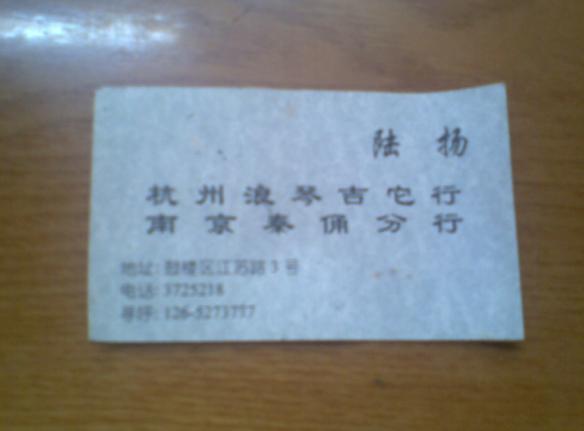 陆 扬
杭州浪琴吉它行
南京秦俑分行
地址: 鼓楼区江苏路 3 号
电话: 3725218
寻呼: 126-5273777